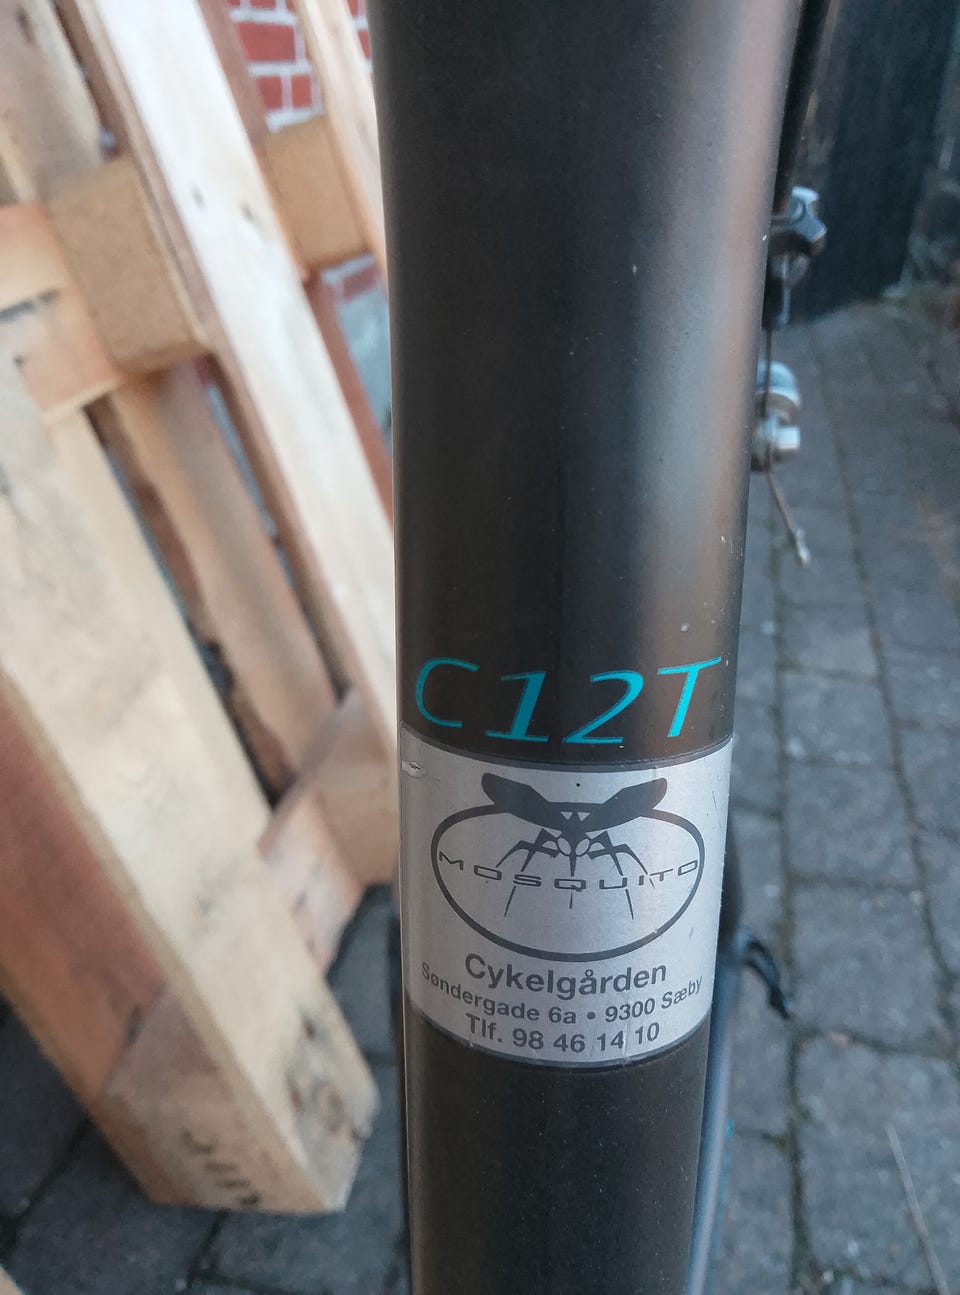 C12T
MOSQUITO
Cykelgården
Søndergade 6a • 9300 Sæby
Tlf. 98 46 14 10